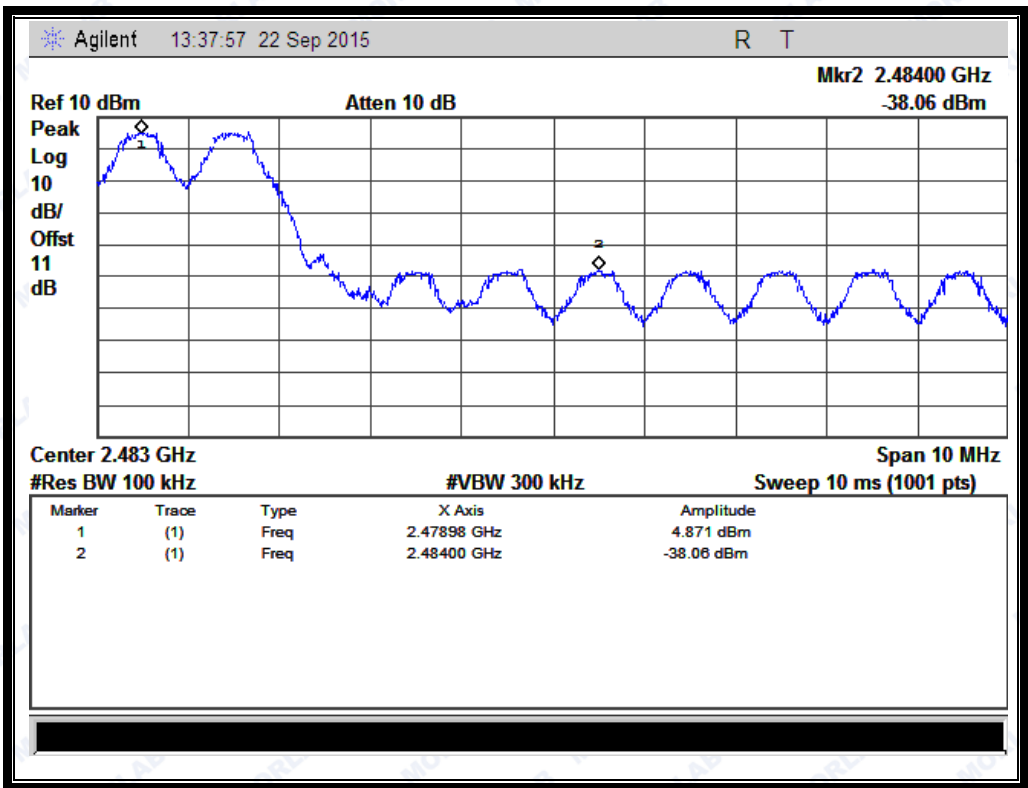 Agilent 13:37:57 22 Sep 2015 R T
Mkr2 2.48400 GHz
Ref 10 dBm Atten 10 dB -38.06 dBm
Peak
Log
10
dB/
Offst
11
dB
1
2
Center 2.483 GHz Span 10 MHz
#Res BW 100 kHz #VBW 300 kHz Sweep 10 ms (1001 pts)
Marker Trace Type X Axis Amplitude
1 (1) Freq 2.47898 GHz 4.871 dBm
2 (1) Freq 2.48400 GHz -38.06 dBm